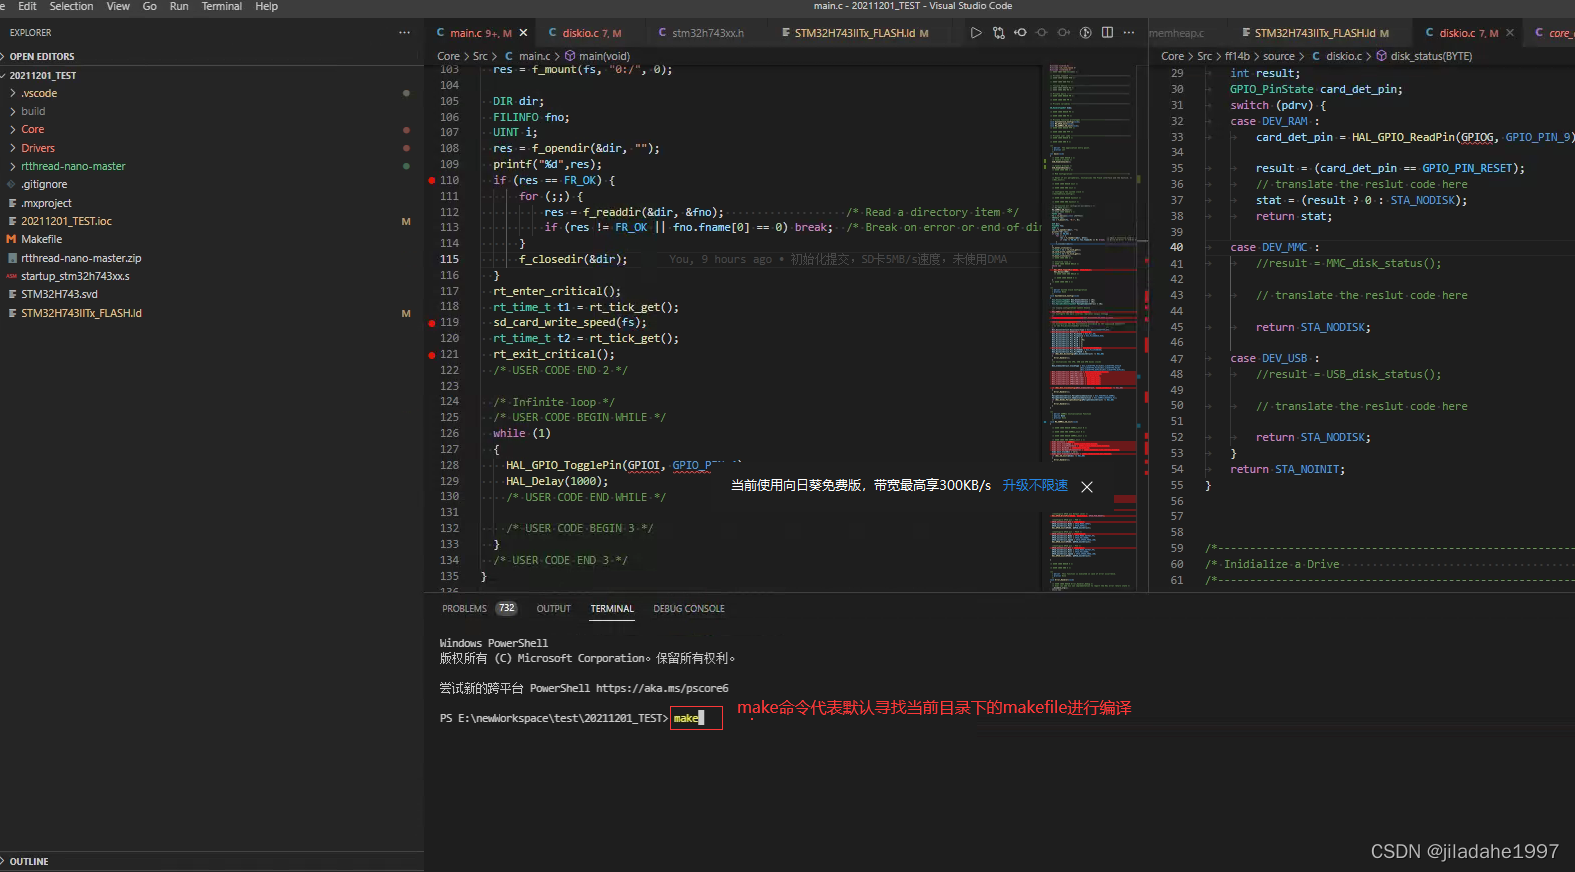 Edit Selection View Go Run Terminal Help
main.c - 20211201_TEST - Visual Studio Code
EXPLORER
OPEN EDITORS
20211201_TEST
.vscode
build
Core
Drivers
rtthread-nano-master
.gitignore
.mxproject
20211201_TEST.ioc M
Makefile
rtthread-nano-master.zip
startup_stm32h743xx.s
STM32H743.svd
STM32H743IITx_FLASH.ld M
OUTLINE
main.c 9+, M
diskio.c 7, M
stm32h743xx.h
STM32H743IITx_FLASH.ld M
Core > Src > main.c > main(void)
103 res = f_mount(fs, "0:/", 0);
104
105 DIR dir;
106 FILINFO fno;
107 UINT i;
108 res = f_opendir(&dir, "");
109 printf("%d",res);
110 if (res == FR_OK) {
111 for (;;) {
112 res = f_readdir(&dir, &fno); /* Read a directory item */
113 if (res != FR_OK || fno.fname[0] == 0) break; /* Break on error or end of dir
114 }
115 f_closedir(&dir); You, 9 hours ago • 初始化提交，SD卡5MB/s速度，未使用DMA
116 }
117 rt_enter_critical();
118 rt_time_t t1 = rt_tick_get();
119 sd_card_write_speed(fs);
120 rt_time_t t2 = rt_tick_get();
121 rt_exit_critical();
122 /* USER CODE END 2 */
123
124 /* Infinite loop */
125 /* USER CODE BEGIN WHILE */
126 while (1)
127 {
128 HAL_GPIO_TogglePin(GPIOI, GPIO_P
129 HAL_Delay(1000);
130 /* USER CODE END WHILE */
131
132 /* USER CODE BEGIN 3 */
133 }
134 /* USER CODE END 3 */
135 }
136
当前使用向日葵免费版，带宽最高享300KB/s 升级不限速
memheap.c
STM32H743IITx_FLASH.ld M
diskio.c 7, M
core_
Core > Src > ff14b > source > diskio.c > disk_status(BYTE)
29 int result;
30 GPIO_PinState card_det_pin;
31 switch (pdrv) {
32 case DEV_RAM :
33 card_det_pin = HAL_GPIO_ReadPin(GPIOG, GPIO_PIN_9)
34
35 result = (card_det_pin == GPIO_PIN_RESET);
36 // translate the reslut code here
37 stat = (result ? 0 : STA_NODISK);
38 return stat;
39
40 case DEV_MMC :
41 //result = MMC_disk_status();
42
43 // translate the reslut code here
44
45 return STA_NODISK;
46
47 case DEV_USB :
48 //result = USB_disk_status();
49
50 // translate the reslut code here
51
52 return STA_NODISK;
53 }
54 return STA_NOINIT;
55 }
56
57
58
59 /*-----------------------------------------------------------
60 /* Inidialize a Drive
61 /*-----------------------------------------------------------
PROBLEMS 732 OUTPUT TERMINAL DEBUG CONSOLE
Windows PowerShell
版权所有 (C) Microsoft Corporation。保留所有权利。
尝试新的跨平台 PowerShell https://aka.ms/pscore6
PS E:\newWorkspace\test\20211201_TEST> make
make命令代表默认寻找当前目录下的makefile进行编译
CSDN @jiladahe1997